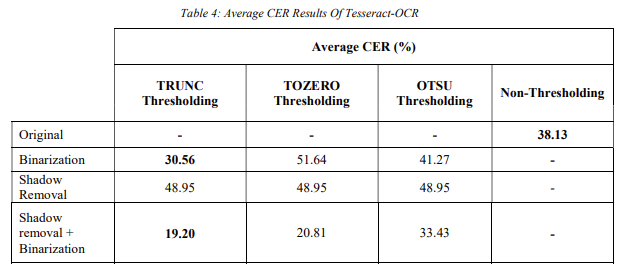 Table 4: Average CER Results Of Tesseract-OCR
Average CER (%)
TRUNC Thresholding TOZERO Thresholding OTSU Thresholding Non-Thresholding
Original - - - 38.13
Binarization 30.56 51.64 41.27 -
Shadow Removal 48.95 48.95 48.95 -
Shadow removal + Binarization 19.20 20.81 33.43 -